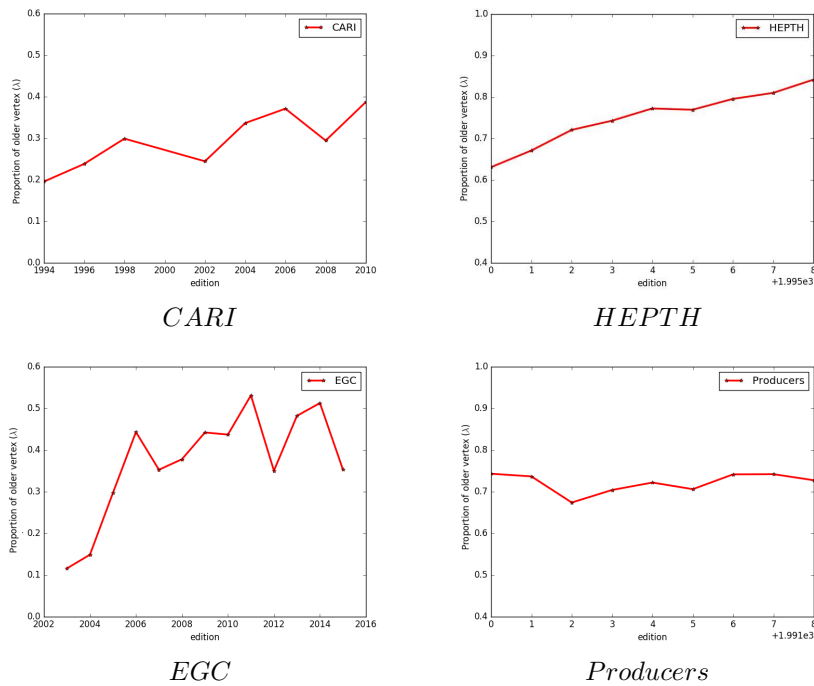 0.6
0.5
0.4
0.3
0.2
0.1
0.0
Proportion of older vertex (λ)
CARI
1994 1996 1998 2000 2002 2004 2006 2008 2010
edition
CARI
1.0
0.9
0.8
0.7
0.6
0.5
0.4
Proportion of older vertex (λ)
HEPTH
0 1 2 3 4 5 6 7 8
edition
+1.995e3
HEPTH
0.6
0.5
0.4
0.3
0.2
0.1
0.0
Proportion of older vertex (λ)
EGC
2002 2004 2006 2008 2010 2012 2014 2016
edition
EGC
1.0
0.9
0.8
0.7
0.6
0.5
0.4
Proportion of older vertex (λ)
Producers
0 1 2 3 4 5 6 7 8
edition
+1.991e3
Producers